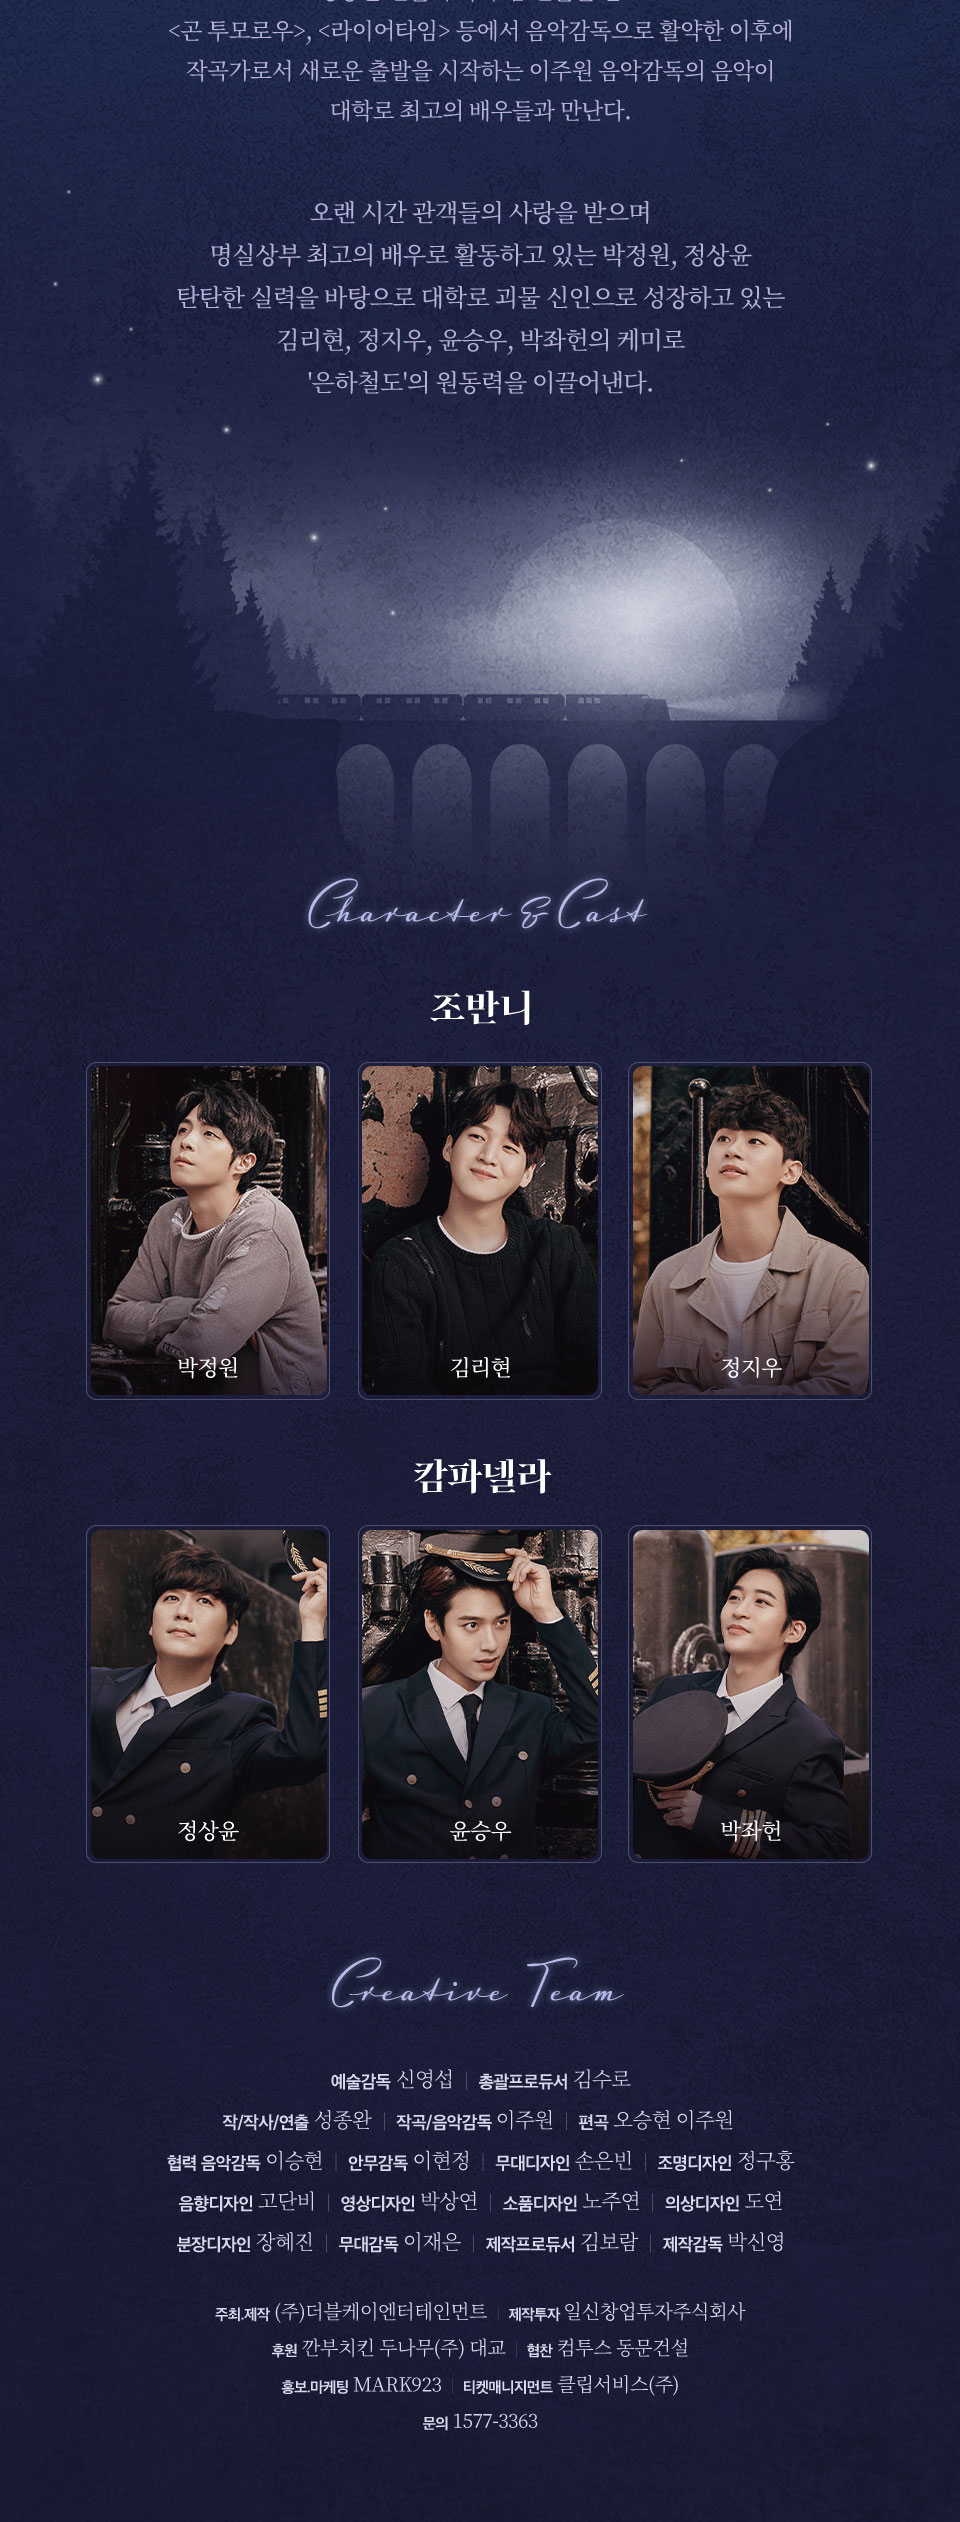 <곤 투모로우>, <라이어타임> 등에서 음악감독으로 활약한 이후에
작곡가로서 새로운 출발을 시작하는 이주원 음악감독의 음악이
대학로 최고의 배우들과 만난다.
오랜 시간 관객들의 사랑을 받으며
명실상부 최고의 배우로 활동하고 있는 박정원, 정상윤
탄탄한 실력을 바탕으로 대학로 괴물 신인으로 성장하고 있는
김리현, 정지우, 윤승우, 박좌헌의 케미로
'은하철도'의 원동력을 이끌어낸다.
Character & Cast
조반니
박정원 김리현 정지우
캄파넬라
정상윤 윤승우 박좌헌
Creative Team
예술감독 신영섭 | 총괄프로듀서 김수로
작/작사/연출 성종완 | 작곡/음악감독 이주원 | 편곡 오승현 이주원
협력 음악감독 이승현 | 안무감독 이현정 | 무대디자인 손은빈 | 조명디자인 정구홍
음향디자인 고단비 | 영상디자인 박상연 | 소품디자인 노주연 | 의상디자인 도연
분장디자인 장혜진 | 무대감독 이재은 | 제작프로듀서 김보람 | 제작감독 박신영
주최.제작 (주)더블케이엔터테인먼트 | 제작투자 일신창업투자주식회사
후원 깐부치킨 두나무(주) 대교 | 협찬 컴투스 동문건설
홍보.마케팅 MARK923 | 티켓매니지먼트 클립서비스(주)
문의 1577-3363